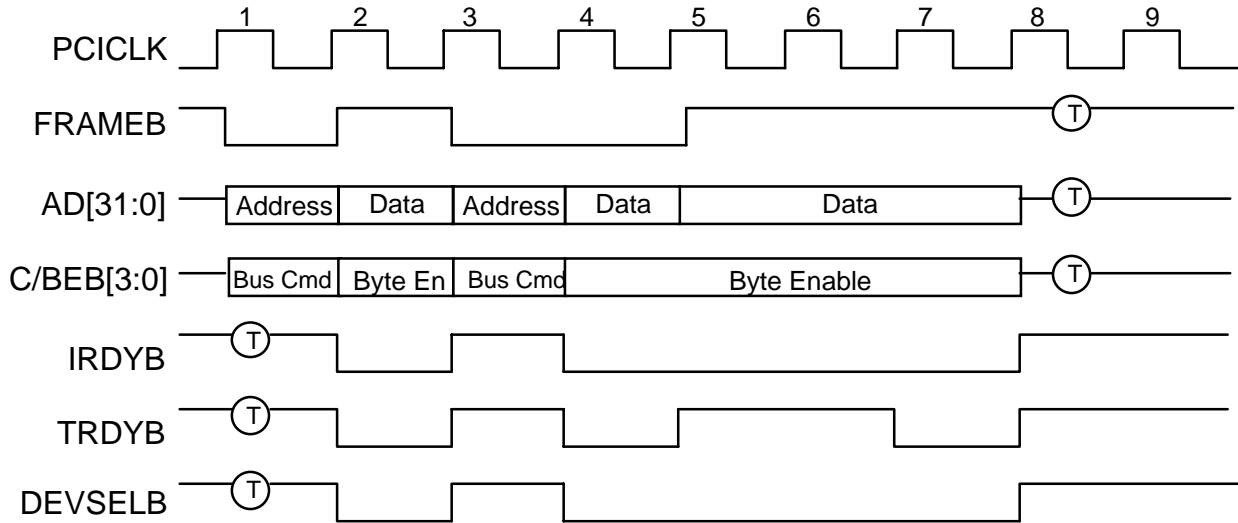 1 2 3 4 5 6 7 8 9
PCICLK
FRAMEB T
AD[31:0] Address Data Address Data Data T
C/BEB[3:0] Bus Cmd Byte En Bus Cmd Byte Enable T
IRDYB T
TRDYB T
DEVSELB T